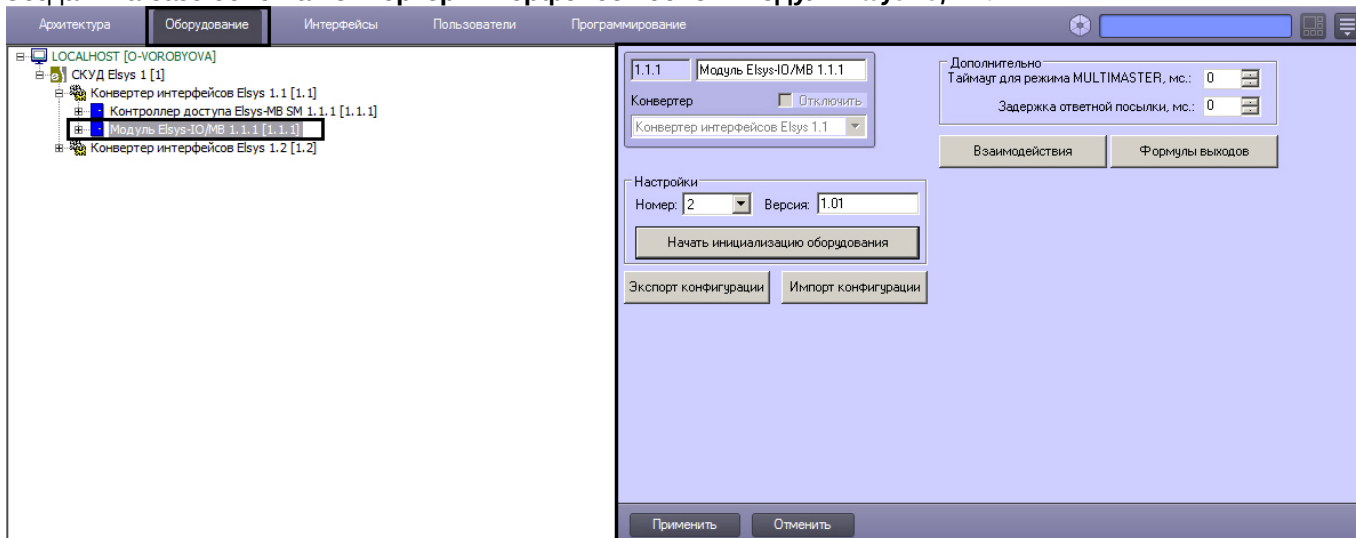 Архитектура Оборудование Интерфейсы Пользователи Программирование
LOCALHOST [O-VOROBYOVA]
СКУД Elsys 1 [1]
Конвертер интерфейсов Elsys 1.1 [1.1]
Контроллер доступа Elsys-MB SM 1.1.1 [1.1.1]
Модуль Elsys-IO/MB 1.1.1 [1.1.1]
Конвертер интерфейсов Elsys 1.2 [1.2]
1.1.1 Модуль Elsys-IO/MB 1.1.1
Конвертер Отключить
Конвертер интерфейсов Elsys 1.1
Настройки
Номер: 2 Версия: 1.01
Начать инициализацию оборудования
Экспорт конфигурации Импорт конфигурации
Дополнительно
Таймаут для режима MULTIMASTER, мс.: 0
Задержка ответной посылки, мс.: 0
Взаимодействия Формулы выходов
Применить Отменить